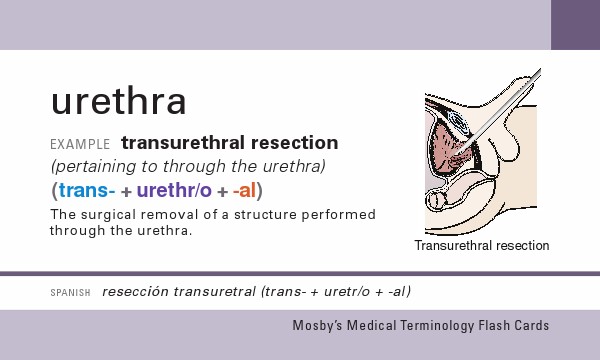 urethra
EXAMPLE transurethral resection
(pertaining to through the urethra)
(trans- + urethr/o + -al)
The surgical removal of a structure performed
through the urethra.
Transurethral resection
SPANISH resección transuretral (trans- + uretr/o + -al)
Mosby's Medical Terminology Flash Cards